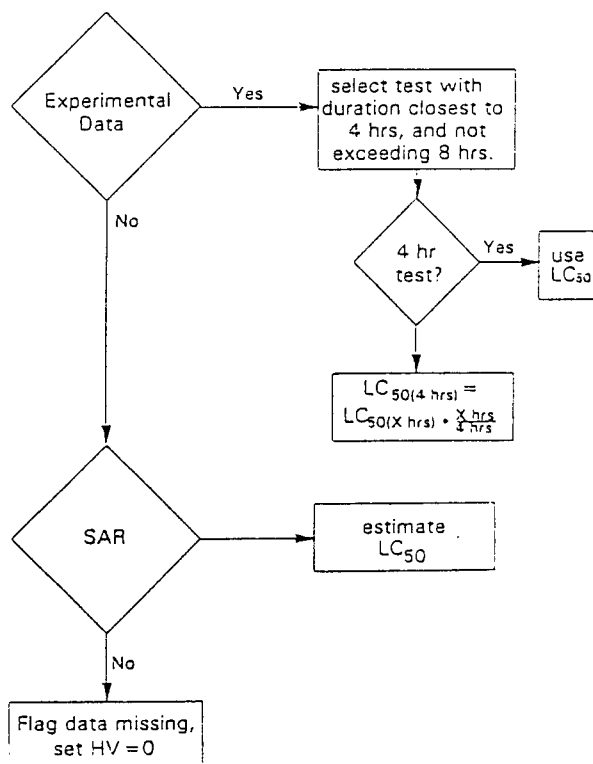 Experimental
Data
Yes
select test with
duration closest to
4 hrs, and not
exceeding 8 hrs.
No
4 hr
test?
Yes
use
LC50
LC50(4 hrs) =
LC50(X hrs) • X hrs
4 hrs
SAR
estimate
LC50
No
Flag data missing,
set HV = 0